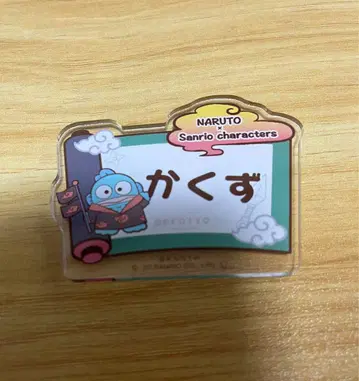 NARUTO
×
Sanrio characters
かくず